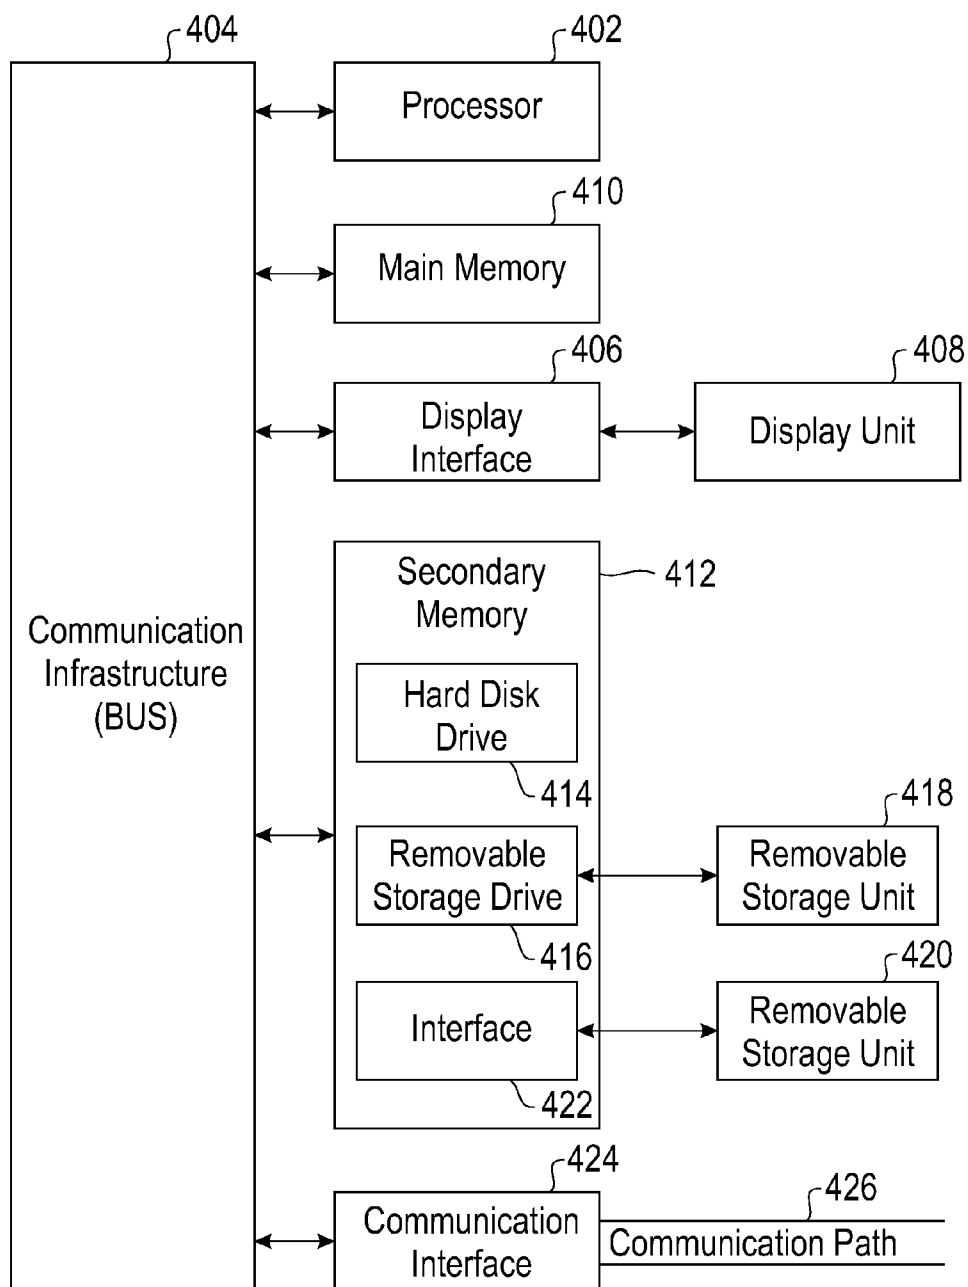 404
402
Processor
410
Main Memory
406
408
Display
Interface
Display Unit
Secondary
Memory
412
Communication
Infrastructure
(BUS)
Hard Disk
Drive
414
418
Removable
Storage Drive
Removable
Storage Unit
416
420
Interface
Removable
Storage Unit
422
424
426
Communication
Interface
Communication Path